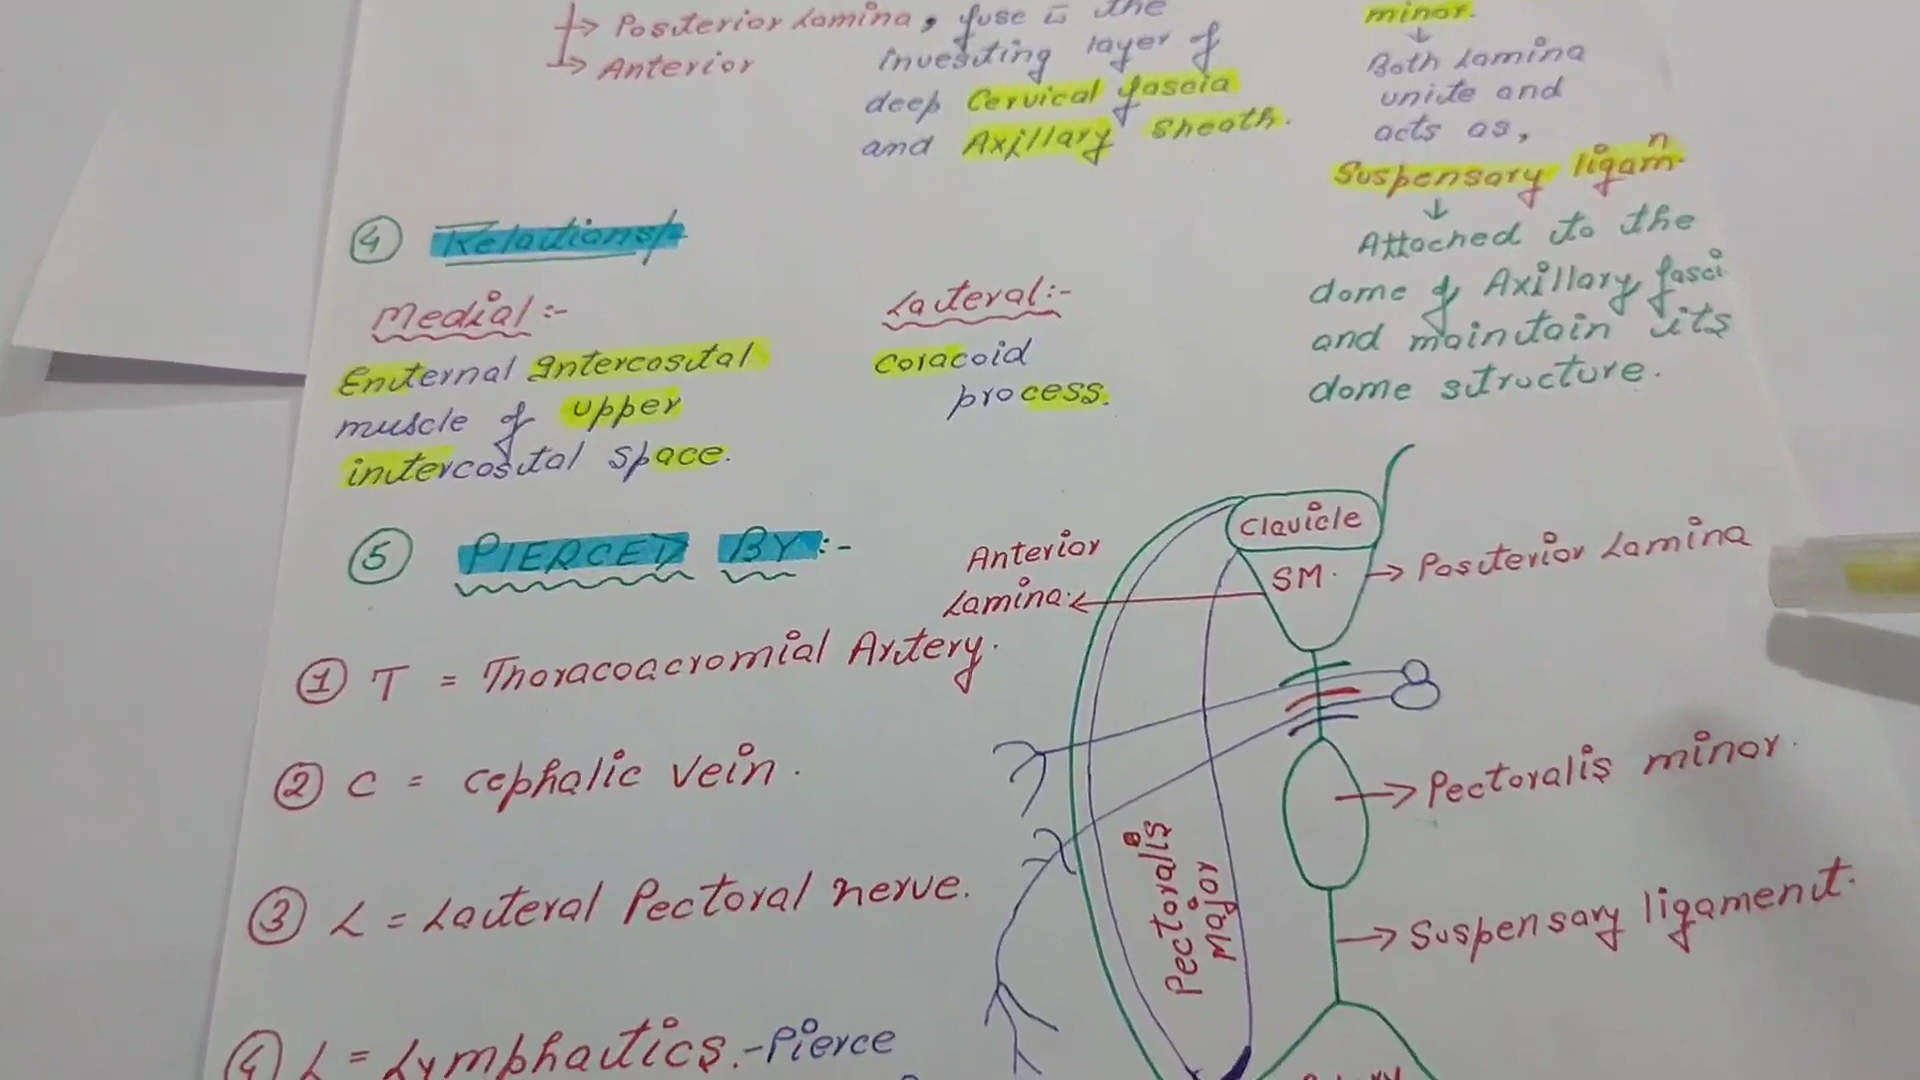 Posterior Lamina,
Anterior
fuse is the
investing layer of
deep Cervical fascia
and Axillary Sheath.
minor.
Both Lamina
unite and
acts as,
Suspensory ligamn.
Attached to the
dome of Axillary fasci
and maintain its
dome structure.
4 Relations:-
Medial:-
External Intercostal
muscle of upper
intercostal space.
Lateral:-
Coracoid
process.
5 PIERCED BY:-
1 T = Thoracoacromial Artery.
2 C = cephalic vein.
3 L = Lateral Pectoral nerve.
4 L = Lymphatics.-Pierce
Clavicle
Anterior
Lamina.
SM.
Posterior Lamina
Pectoralis minor.
Pectoralis
major
Suspensary ligament.